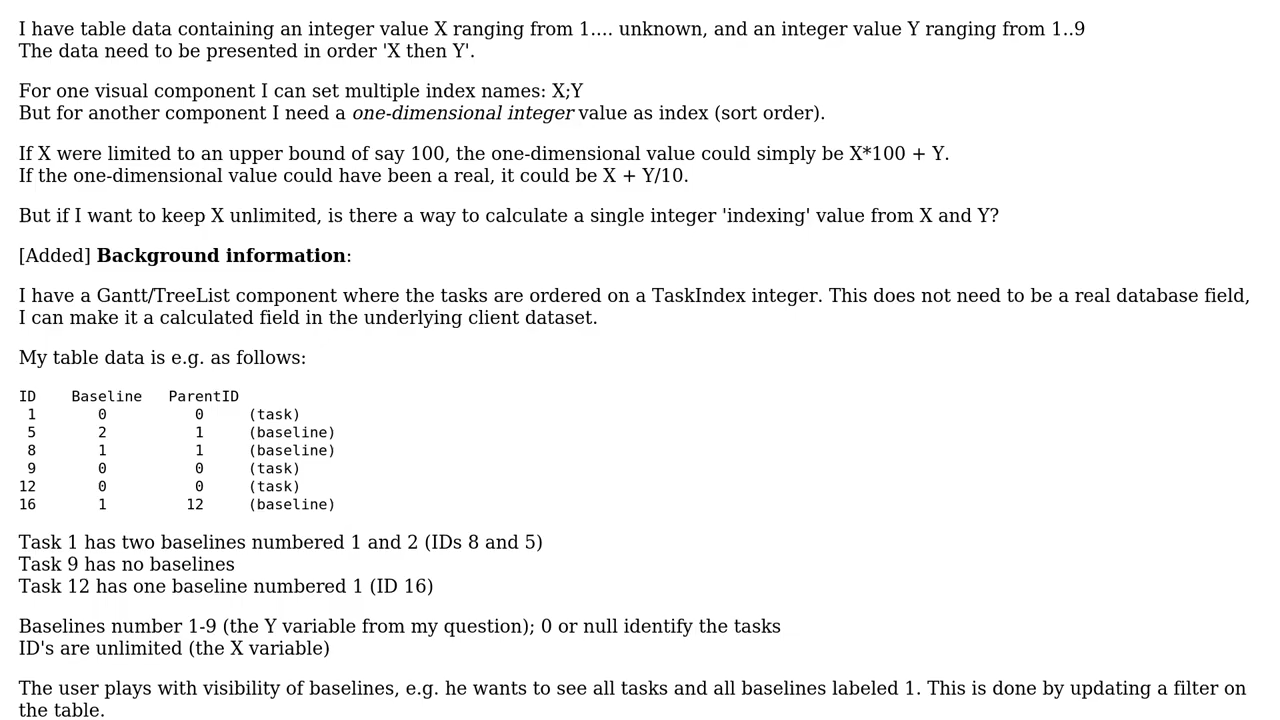 I have table data containing an integer value X ranging from 1.... unknown, and an integer value Y ranging from 1..9
The data need to be presented in order 'X then Y'.
For one visual component I can set multiple index names: X;Y
But for another component I need a one-dimensional integer value as index (sort order).
If X were limited to an upper bound of say 100, the one-dimensional value could simply be X*100 + Y.
If the one-dimensional value could have been a real, it could be X + Y/10.
But if I want to keep X unlimited, is there a way to calculate a single integer 'indexing' value from X and Y?
[Added] Background information:
I have a Gantt/TreeList component where the tasks are ordered on a TaskIndex integer. This does not need to be a real database field,
I can make it a calculated field in the underlying client dataset.
My table data is e.g. as follows:
ID    Baseline   ParentID
 1       0          0     (task)
 5       2          1     (baseline)
 8       1          1     (baseline)
 9       0          0     (task)
12       0          0     (task)
16       1         12     (baseline)
Task 1 has two baselines numbered 1 and 2 (IDs 8 and 5)
Task 9 has no baselines
Task 12 has one baseline numbered 1 (ID 16)
Baselines number 1-9 (the Y variable from my question); 0 or null identify the tasks
ID's are unlimited (the X variable)
The user plays with visibility of baselines, e.g. he wants to see all tasks and all baselines labeled 1. This is done by updating a filter on
the table.